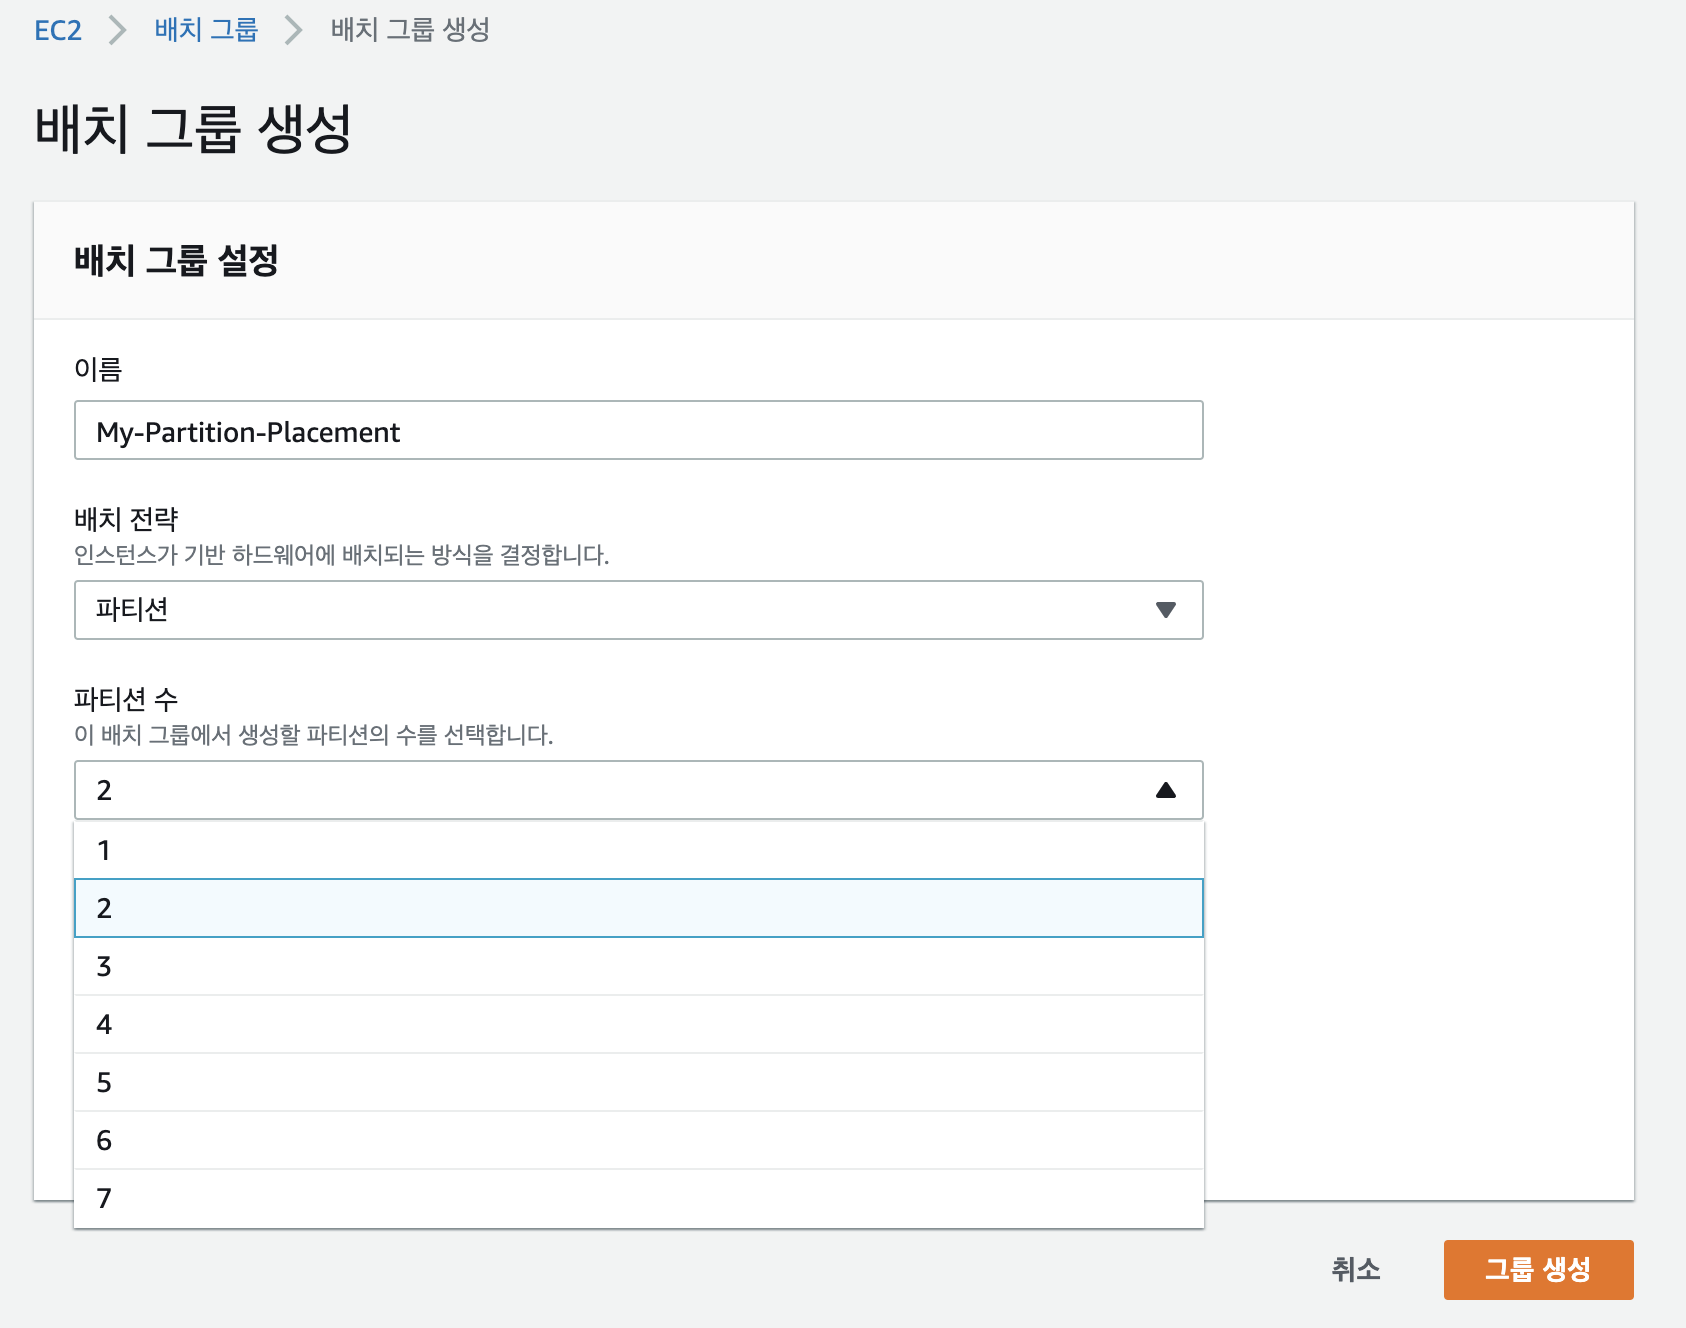 EC2 > 배치 그룹 > 배치 그룹 생성
배치 그룹 생성
배치 그룹 설정
이름
My-Partition-Placement
배치 전략
인스턴스가 기반 하드웨어에 배치되는 방식을 결정합니다.
파티션
파티션 수
이 배치 그룹에서 생성할 파티션의 수를 선택합니다.
2
1
2
3
4
5
6
7
취소
그룹 생성